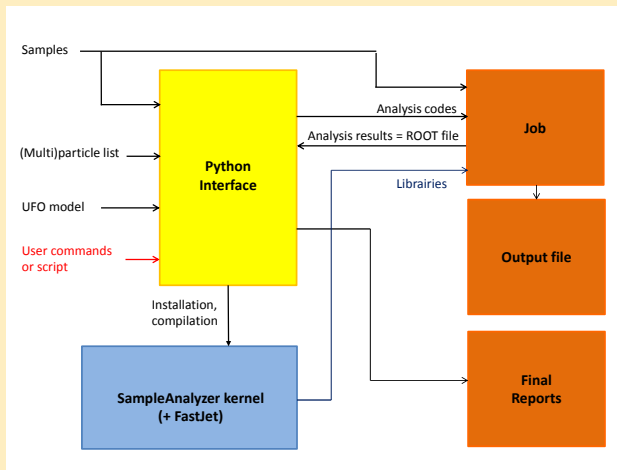 Samples
(Multi)particle list
UFO model
User commands
or script
Python
Interface
Analysis codes
Analysis results = ROOT file
Librairies
Job
Output file
Installation,
compilation
SampleAnalyzer kernel
(+ FastJet)
Final
Reports